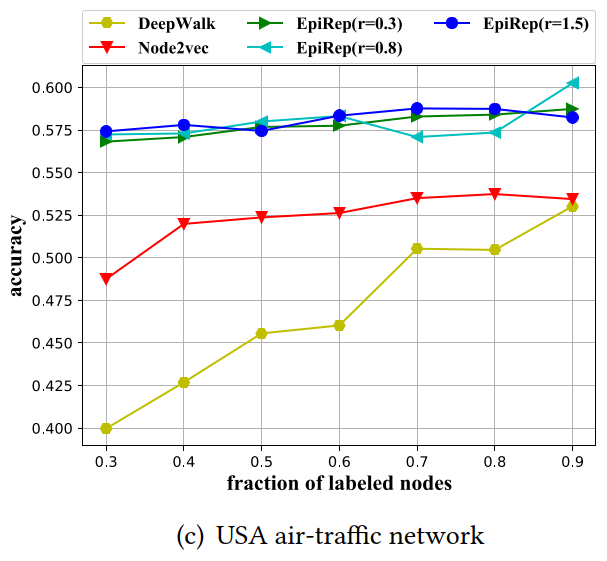 DeepWalk EpiRep(r=0.3) EpiRep(r=1.5)
Node2vec EpiRep(r=0.8)
0.600
0.575
0.550
0.525
0.500
0.475
0.450
0.425
0.400
accuracy
0.3 0.4 0.5 0.6 0.7 0.8 0.9
fraction of labeled nodes
(c) USA air-traffic network